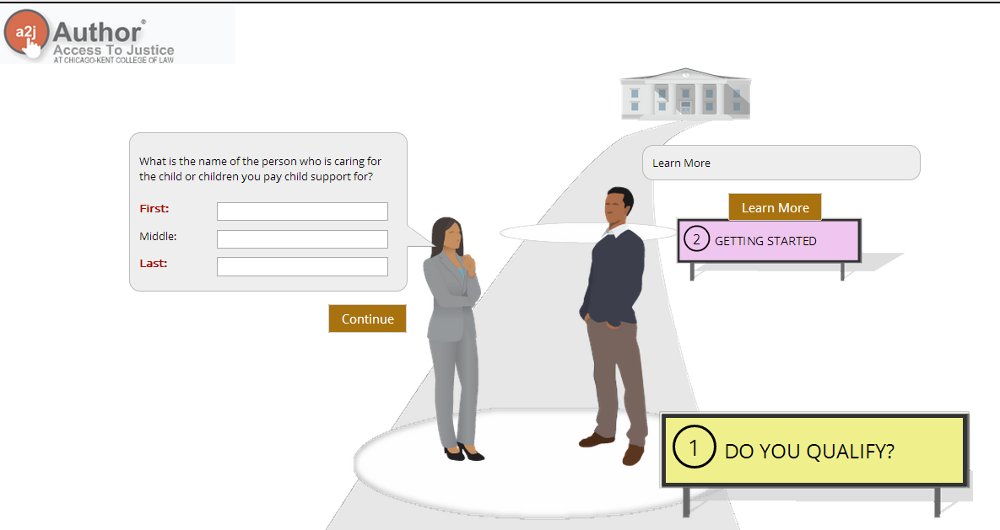 a2j Author®
Access To Justice
AT CHICAGO-KENT COLLEGE OF LAW
What is the name of the person who is caring for
the child or children you pay child support for?
First:
Middle:
Last:
Continue
Learn More
Learn More
2 GETTING STARTED
1 DO YOU QUALIFY?